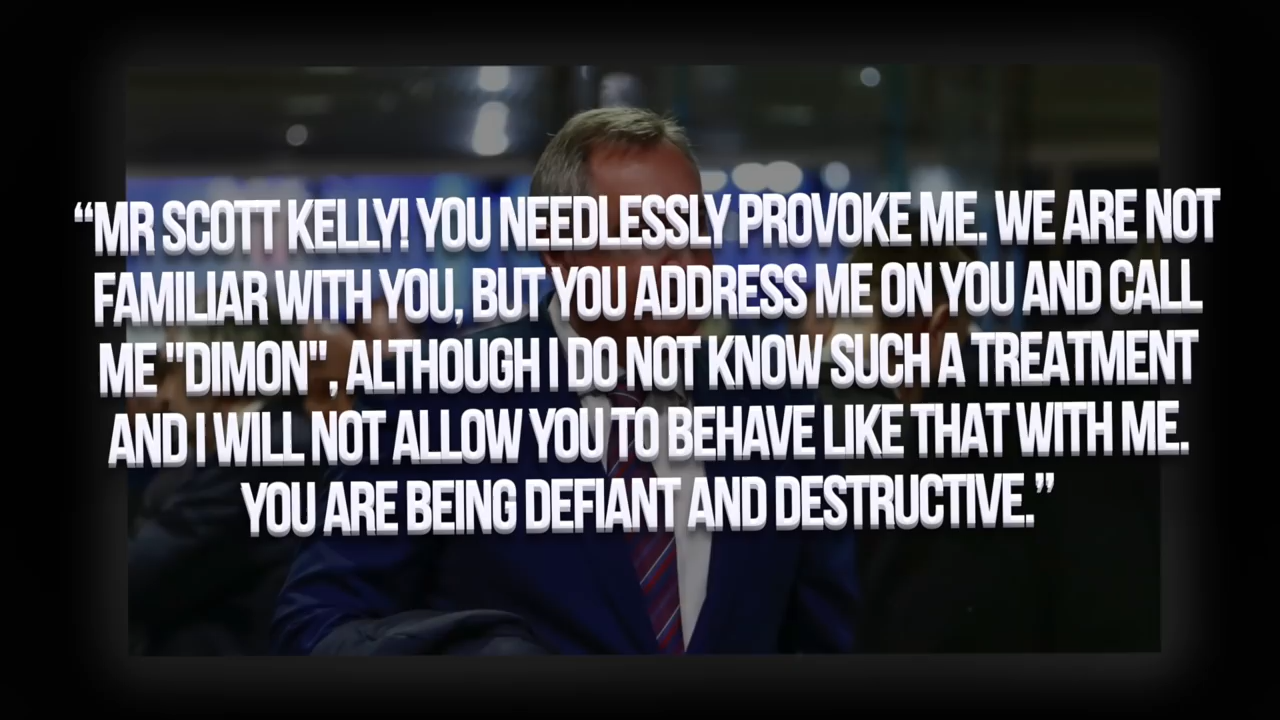 “MR SCOTT KELLY! YOU NEEDLESSLY PROVOKE ME. WE ARE NOT
FAMILIAR WITH YOU, BUT YOU ADDRESS ME ON YOU AND CALL
ME "DIMON", ALTHOUGH I DO NOT KNOW SUCH A TREATMENT
AND I WILL NOT ALLOW YOU TO BEHAVE LIKE THAT WITH ME.
YOU ARE BEING DEFIANT AND DESTRUCTIVE.”